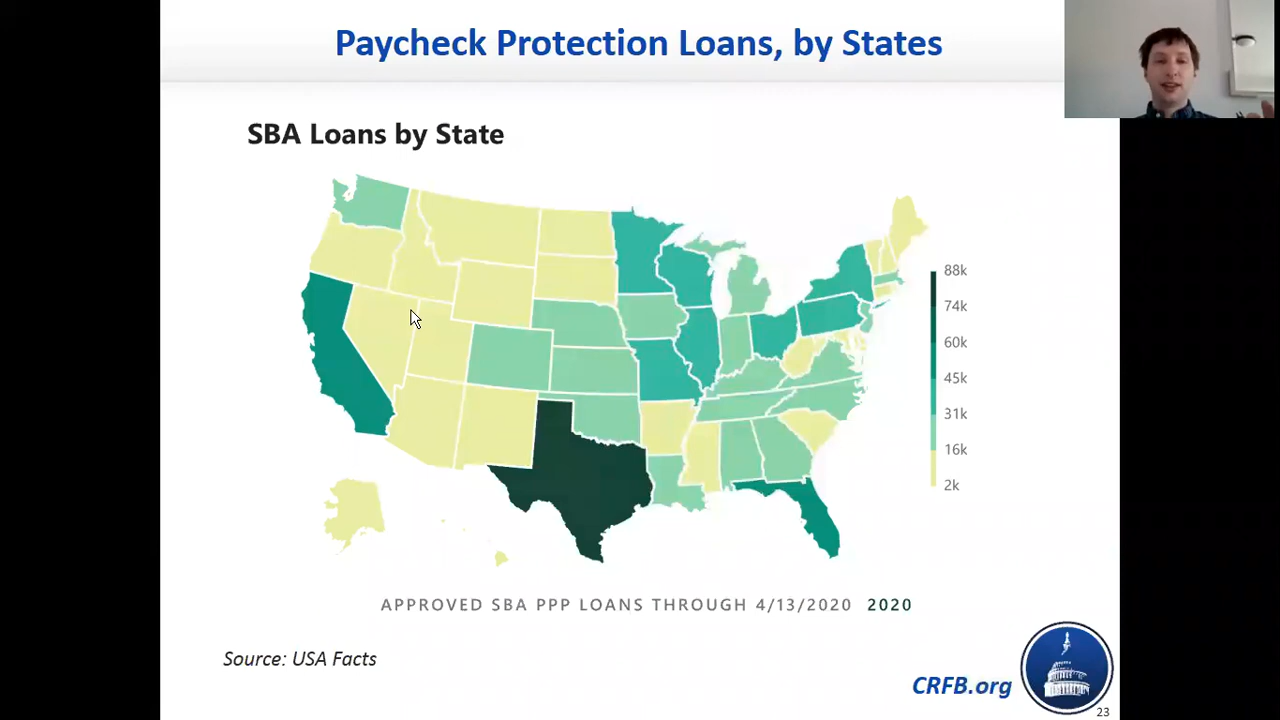 Paycheck Protection Loans, by States
SBA Loans by State
88k
74k
60k
45k
31k
16k
2k
APPROVED SBA PPP LOANS THROUGH 4/13/2020 2020
Source: USA Facts
CRFB.org
23